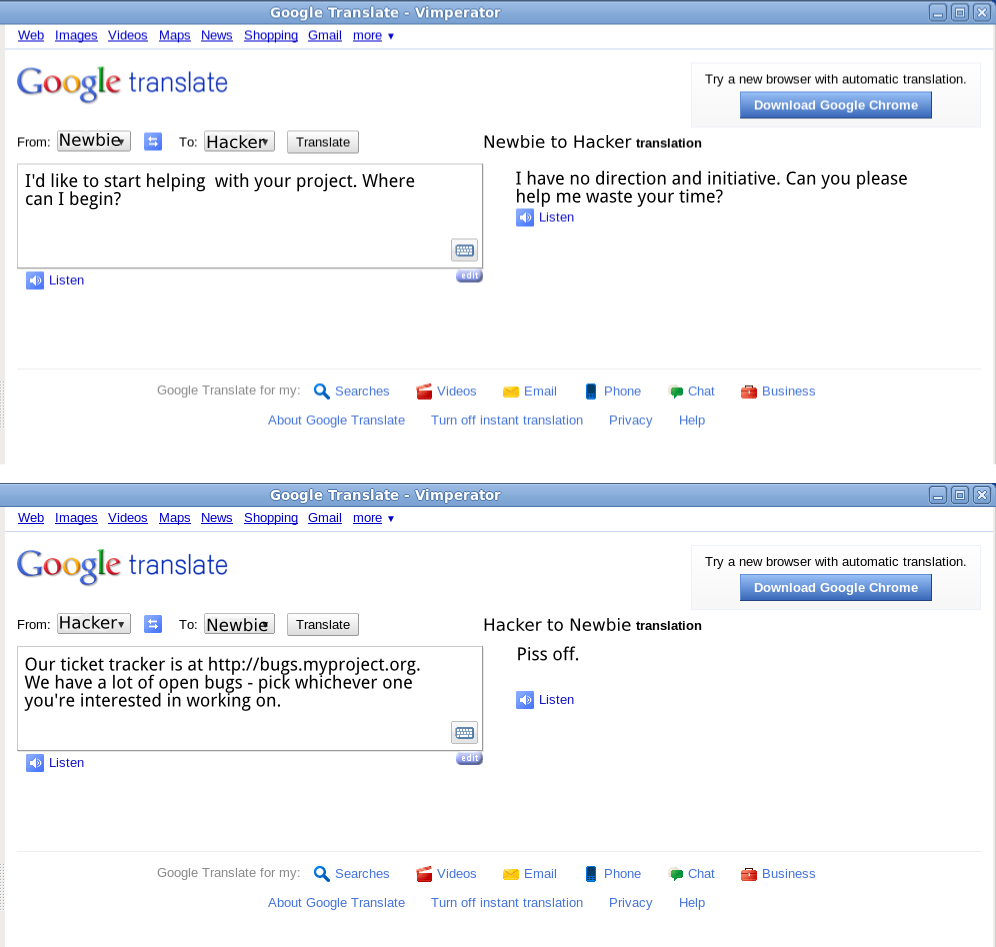 Google Translate - Vimperator
Web Images Videos Maps News Shopping Gmail more ▼
Google translate
Try a new browser with automatic translation.
Download Google Chrome
From: Newbie To: Hacker Translate
Newbie to Hacker translation
I'd like to start helping  with your project. Where
can I begin?
edit
Listen
I have no direction and initiative. Can you please
help me waste your time?
Listen
Google Translate for my: Searches Videos Email Phone Chat Business
About Google Translate Turn off instant translation Privacy Help
Google Translate - Vimperator
Web Images Videos Maps News Shopping Gmail more ▼
Google translate
Try a new browser with automatic translation.
Download Google Chrome
From: Hacker To: Newbie Translate
Hacker to Newbie translation
Our ticket tracker is at http://bugs.myproject.org.
We have a lot of open bugs - pick whichever one
you're interested in working on.
edit
Listen
Piss off.
Listen
Google Translate for my: Searches Videos Email Phone Chat Business
About Google Translate Turn off instant translation Privacy Help